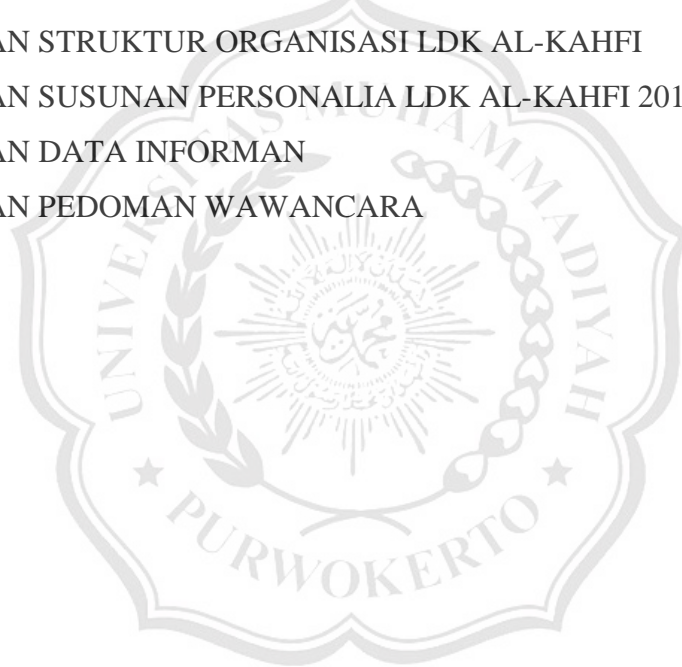 AN STRUKTUR ORGANISASI LDK AL-KAHFI
AN SUSUNAN PERSONALIA LDK AL-KAHFI 201
AN DATA INFORMAN
AN PEDOMAN WAWANCARA
UNIVERSITAS MUHAMMADIYAH
PURWOKERTO
محمد